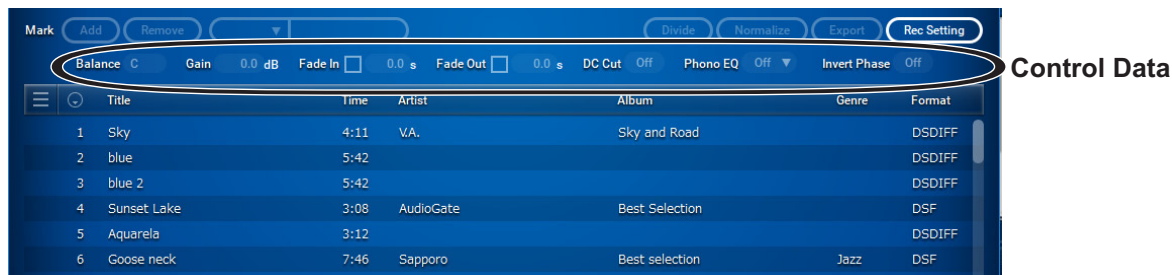 Mark Add Remove Divide Normalize Export Rec Setting
Balance C Gain 0.0 dB Fade In 0.0 s Fade Out 0.0 s DC Cut Off Phono EQ Off Invert Phase Off
Control Data
Title Time Artist Album Genre Format
1 Sky 4:11 V.A. Sky and Road DSDIFF
2 blue 5:42 DSDIFF
3 blue 2 5:42 DSDIFF
4 Sunset Lake 3:08 AudioGate Best Selection DSF
5 Aquarela 3:12 DSDIFF
6 Goose neck 7:46 Sapporo Best selection Jazz DSF